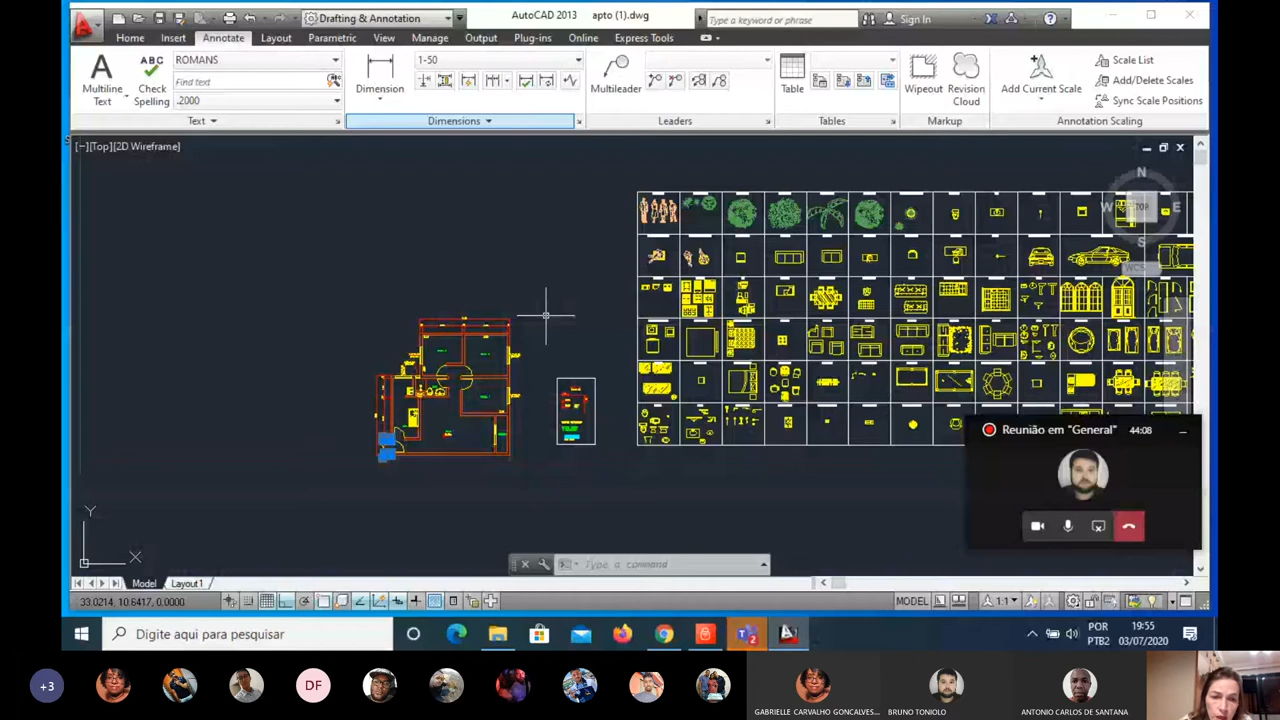 Drafting & Annotation
AutoCAD 2013 apto (1).dwg
Type a keyword or phrase
Sign In
Home Insert Annotate Layout Parametric View Manage Output Plug-ins Online Express Tools
Multiline Text
ABC Check Spelling
ROMANS
Find text
.2000
Dimension
1-50
Multileader
Table
Wipeout
Revision Cloud
Add Current Scale
Scale List
Add/Delete Scales
Sync Scale Positions
Text Dimensions Leaders Tables Markup Annotation Scaling
[−][Top][2D Wireframe]
N
W TOP E
S
WCS
Reunião em "General" 44:08
Y
X
Type a command
Model Layout1
33.0214, 10.6417, 0.0000
MODEL
1:1
Digite aqui para pesquisar
POR
PTB2
19:55
03/07/2020
+3
DF
GABRIELLE CARVALHO GONCALVES...
BRUNO TONIOLO
ANTONIO CARLOS DE SANTANA